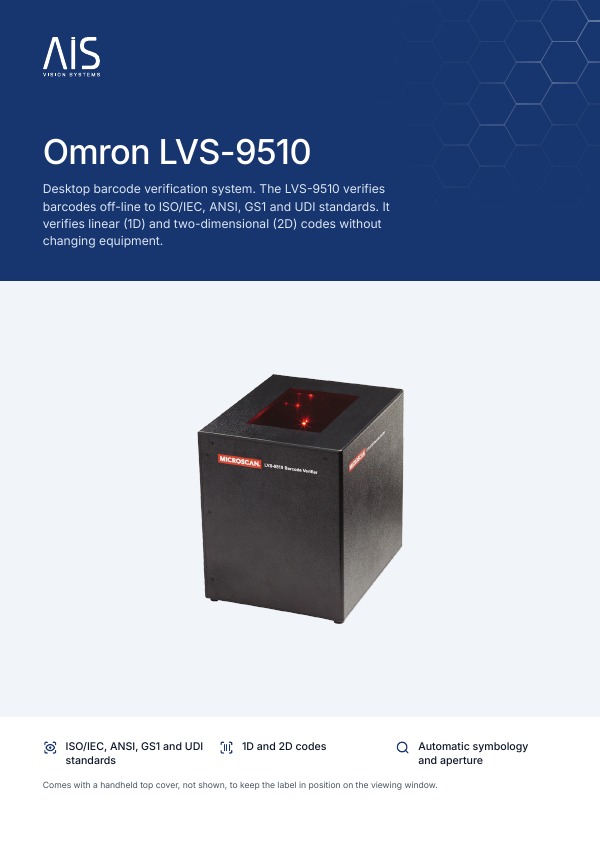 AIS
VISION SYSTEMS
Omron LVS-9510
Desktop barcode verification system. The LVS-9510 verifies
barcodes off-line to ISO/IEC, ANSI, GS1 and UDI standards. It
verifies linear (1D) and two-dimensional (2D) codes without
changing equipment.
MICROSCAN. LVS-9510 Barcode Verifier
MICROSCAN
ISO/IEC, ANSI, GS1 and UDI
standards
1D and 2D codes
Automatic symbology
and aperture
Comes with a handheld top cover, not shown, to keep the label in position on the viewing window.